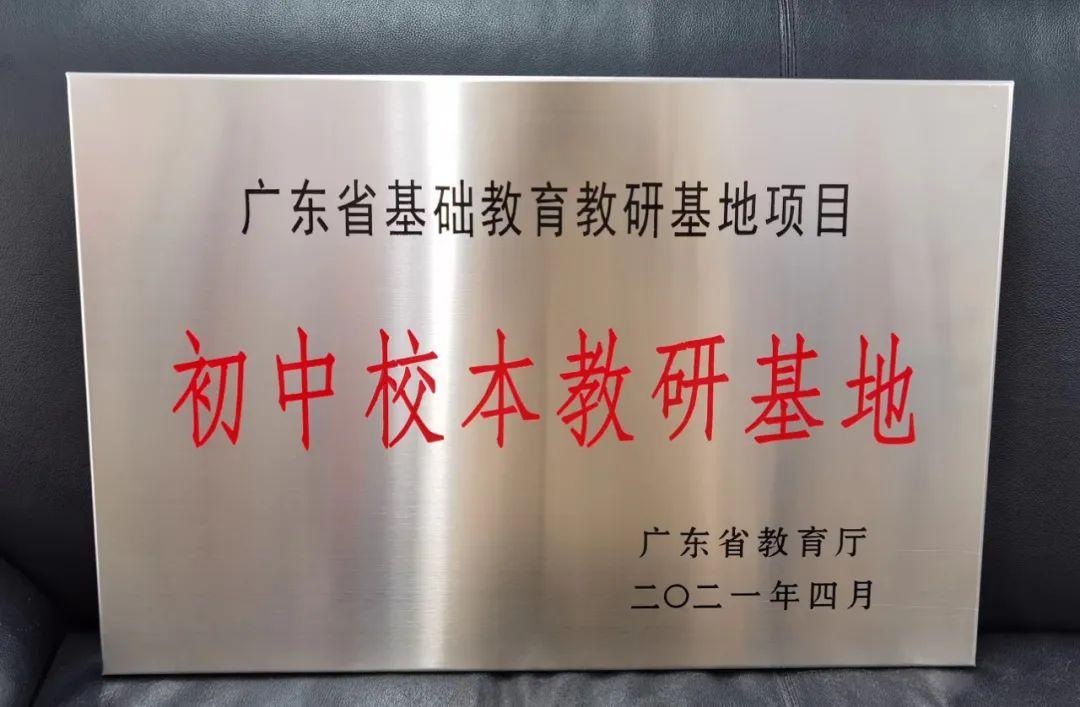 广东省基础教育教研基地项目
初中校本教研基地
广东省教育厅
二〇二一年四月